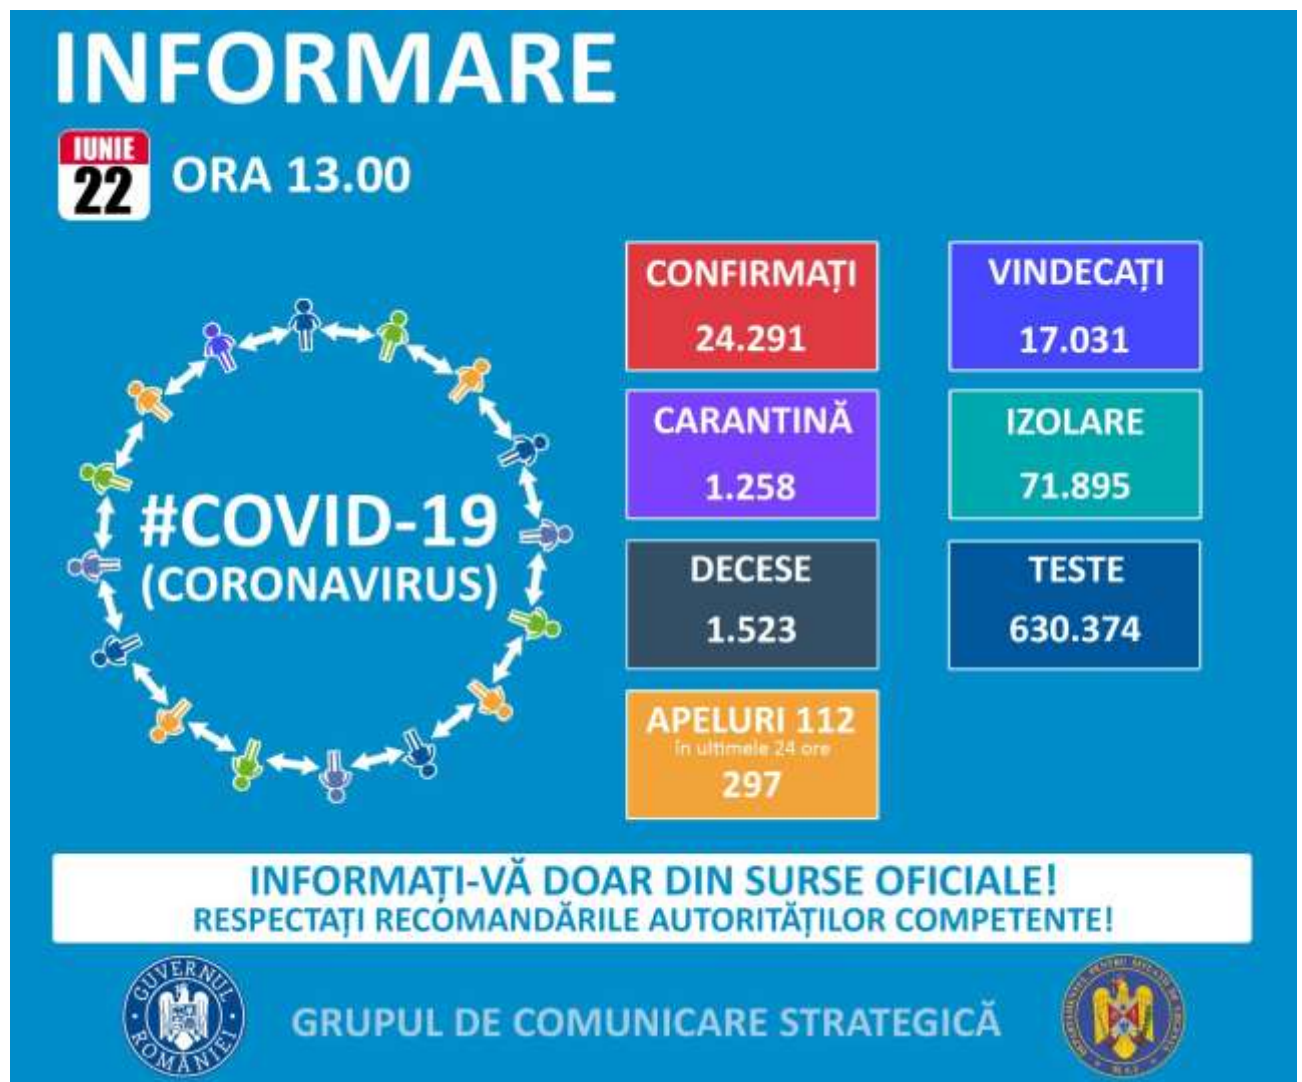 INFORMARE
IUNIE
22
ORA 13.00
CONFIRMAȚI
24.291
VINDECAȚI
17.031
CARANTINĂ
1.258
IZOLARE
71.895
#COVID-19
(CORONAVIRUS)
DECESE
1.523
TESTE
630.374
APELURI 112
în ultimele 24 ore
297
INFORMAȚI-VĂ DOAR DIN SURSE OFICIALE!
RESPECTAȚI RECOMANDĂRILE AUTORITĂȚILOR COMPETENTE!
GUVERNUL
ROMÂNIEI
GRUPUL DE COMUNICARE STRATEGICĂ